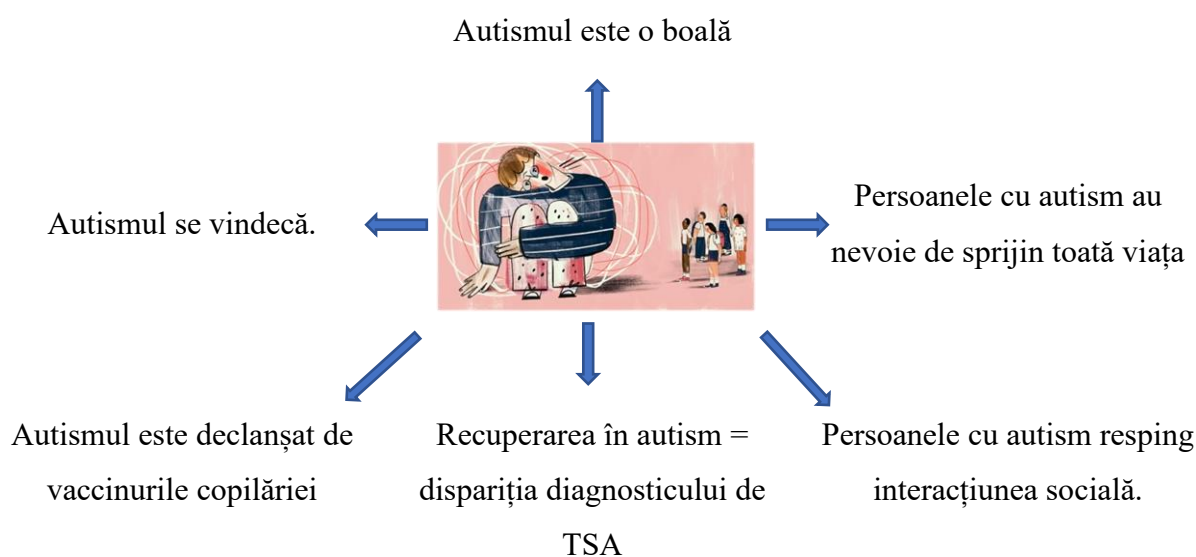 Autismul este o boală
Autismul se vindecă.
Persoanele cu autism au
nevoie de sprijin toată viața
Autismul este declanșat de
vaccinurile copilăriei
Recuperarea în autism =
dispariția diagnosticului de
TSA
Persoanele cu autism resping
interacțiunea socială.